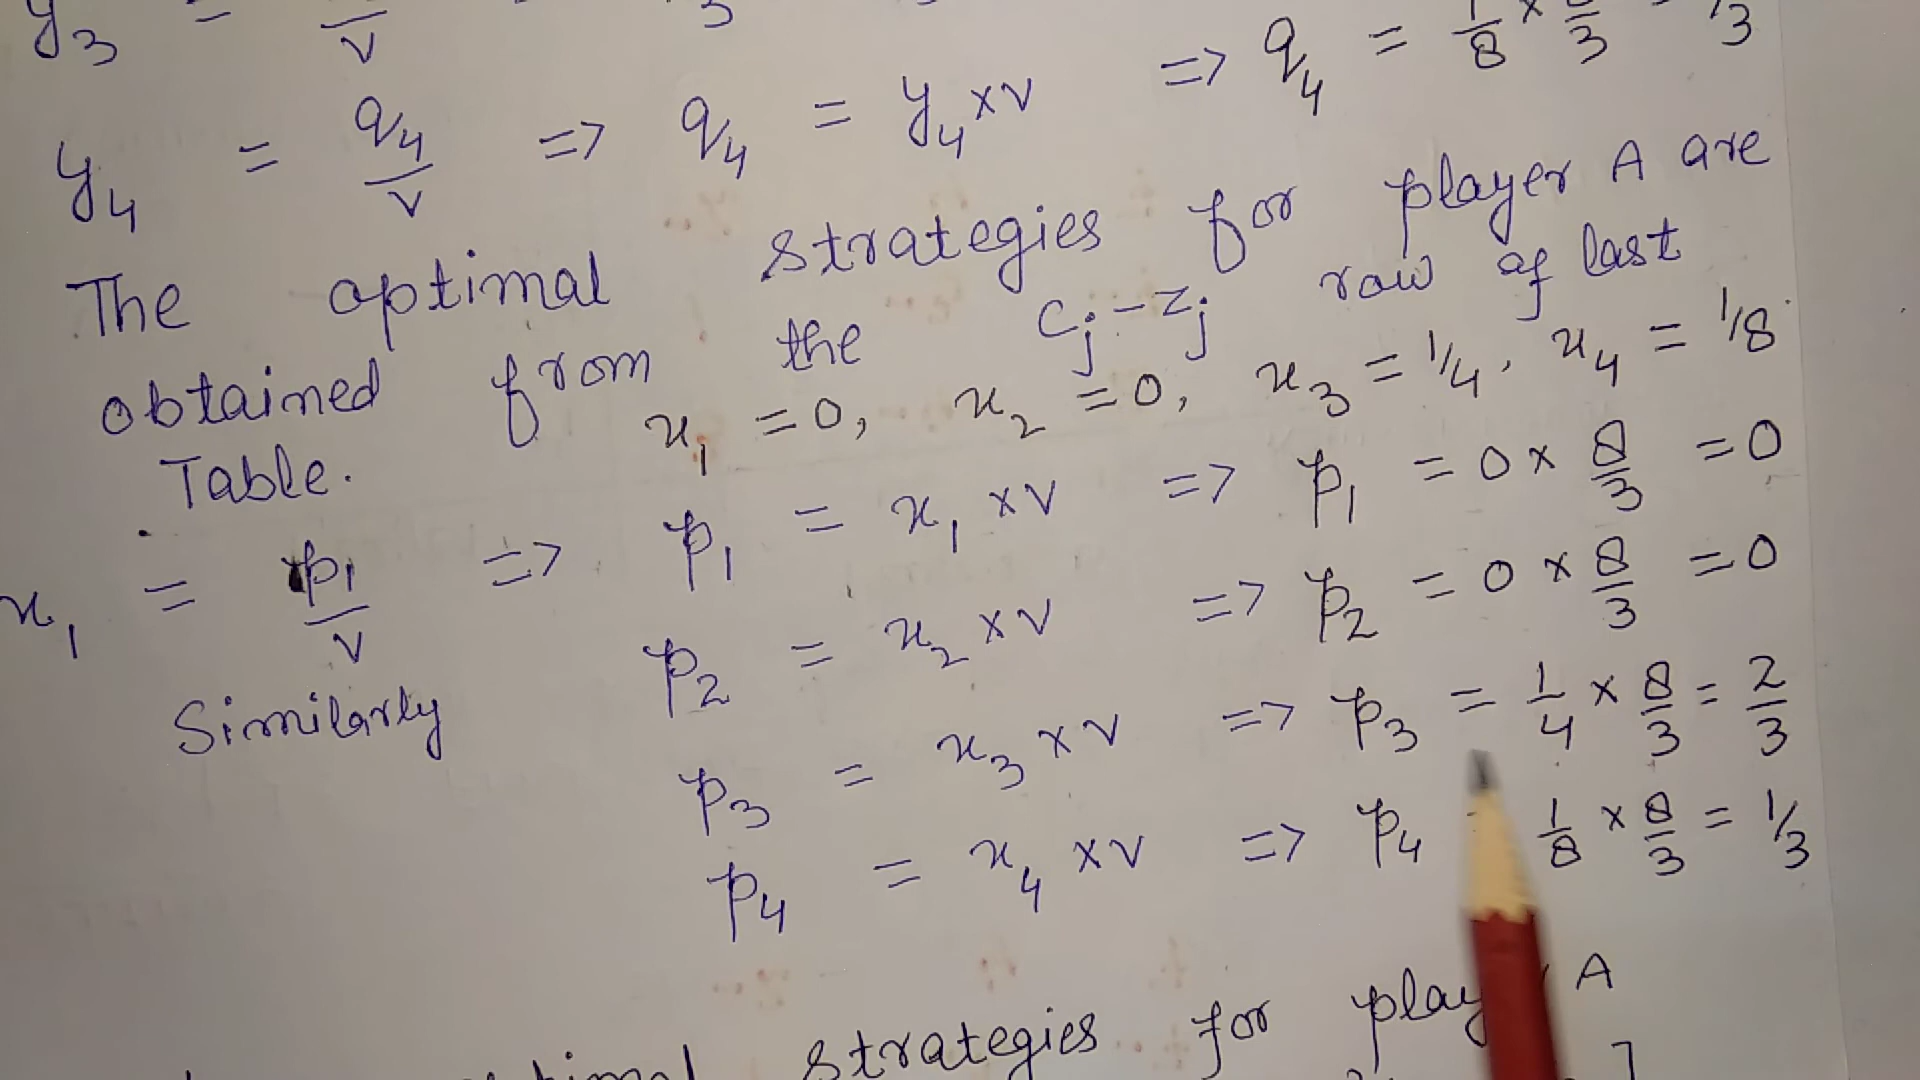 y₃ = —/v 3
y₄ = q₄/v => q₄ = y₄ × v => q₄ = 1/8 × 8/3 = 1/3
The optimal strategies for player A are
obtained from the Cj - Zj row of last
Table. x₁ = 0, x₂ = 0, x₃ = 1/4, x₄ = 1/8
x₁ = p₁/v => p₁ = x₁ × v => p₁ = 0 × 8/3 = 0
Similarly p₂ = x₂ × v => p₂ = 0 × 8/3 = 0
p₃ = x₃ × v => p₃ = 1/4 × 8/3 = 2/3
p₄ = x₄ × v => p₄ = 1/8 × 8/3 = 1/3
strategies for play A